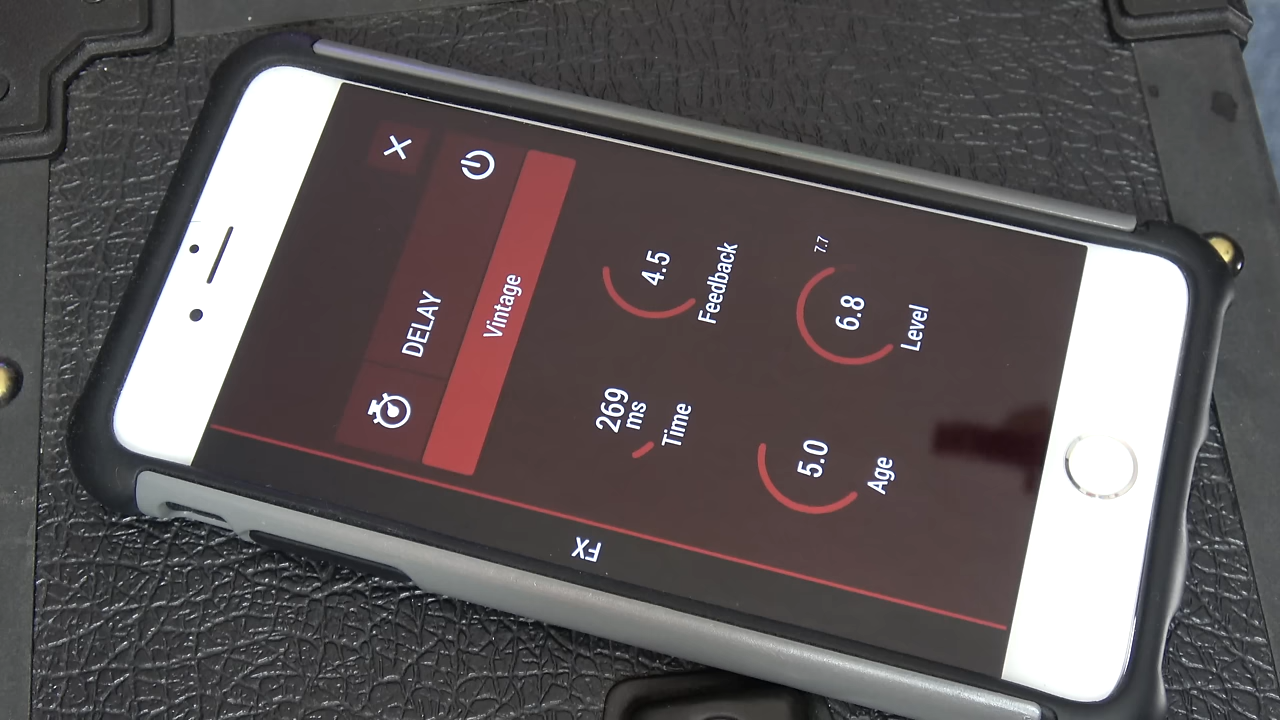 FX
DELAY
Vintage
269
ms
Time
4.5
Feedback
5.0
Age
7.7
6.8
Level